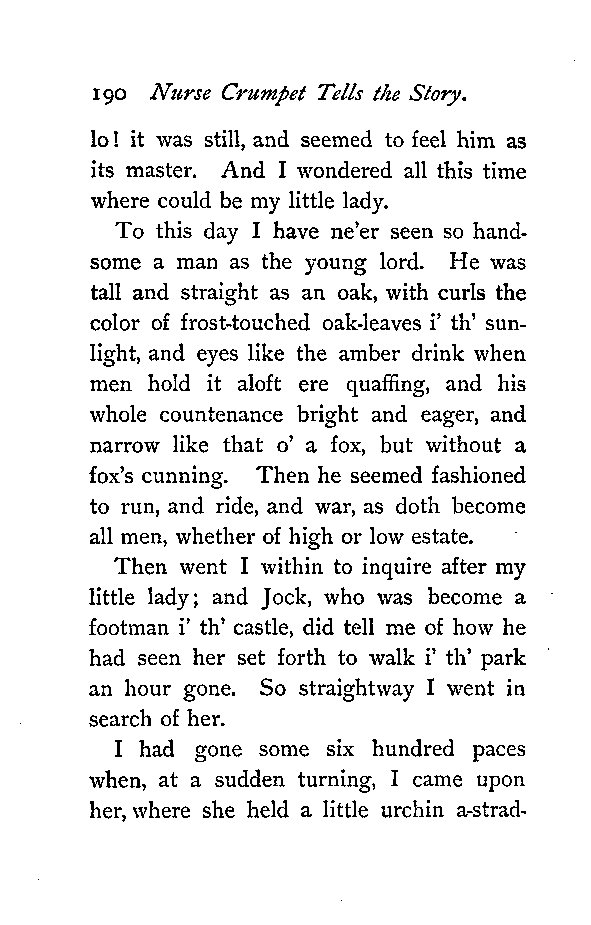 190 Nurse Crumpet Tells the Story.
lo! it was still, and seemed to feel him as
its master. And I wondered all this time
where could be my little lady.
To this day I have ne'er seen so hand-
some a man as the young lord. He was
tall and straight as an oak, with curls the
color of frost-touched oak-leaves i' th' sun-
light, and eyes like the amber drink when
men hold it aloft ere quaffing, and his
whole countenance bright and eager, and
narrow like that o' a fox, but without a
fox's cunning. Then he seemed fashioned
to run, and ride, and war, as doth become
all men, whether of high or low estate.
Then went I within to inquire after my
little lady; and Jock, who was become a
footman i' th' castle, did tell me of how he
had seen her set forth to walk i' th' park
an hour gone. So straightway I went in
search of her.
I had gone some six hundred paces
when, at a sudden turning, I came upon
her, where she held a little urchin a-strad-